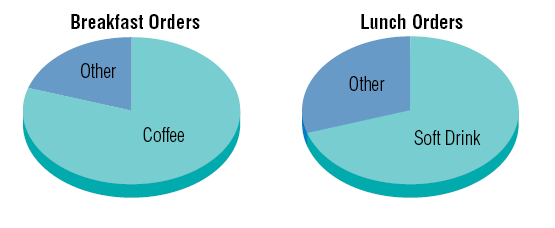 Breakfast Orders
Other
Coffee
Lunch Orders
Other
Soft Drink